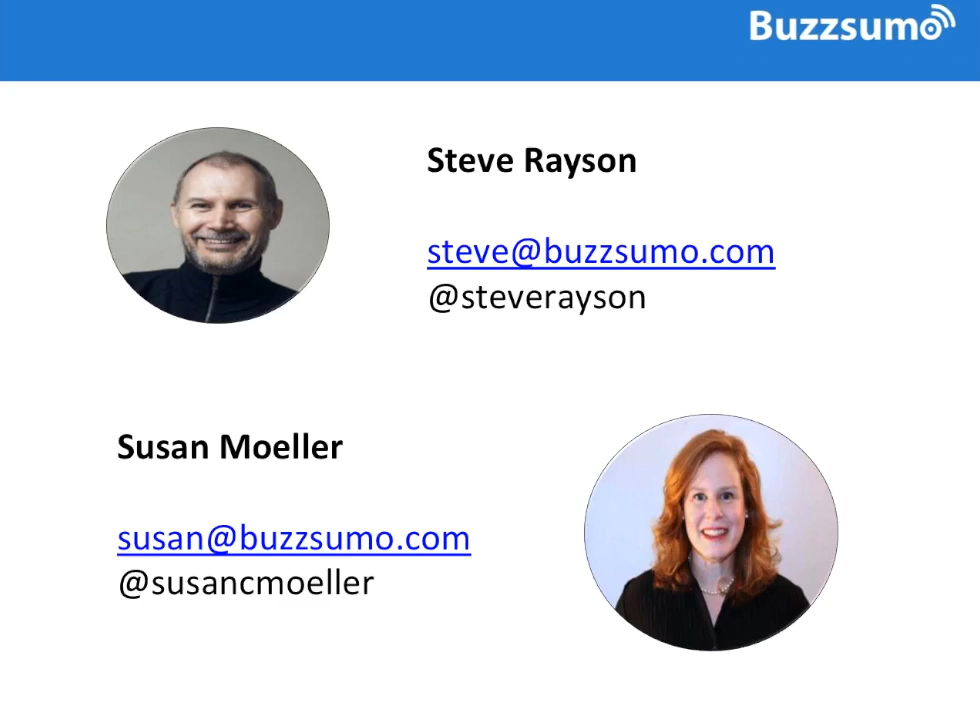 Buzzsumo
Steve Rayson
steve@buzzsumo.com
@steverayson
Susan Moeller
susan@buzzsumo.com
@susancmoeller